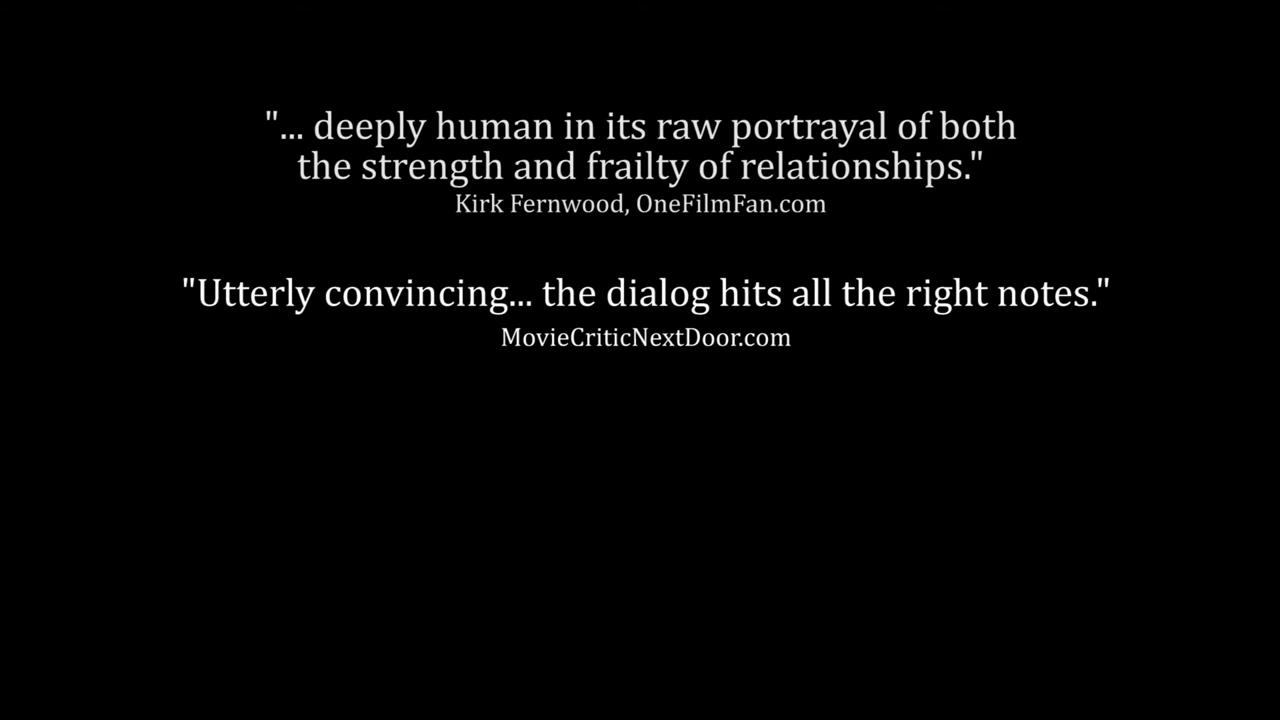 "... deeply human in its raw portrayal of both
the strength and frailty of relationships."
Kirk Fernwood, OneFilmFan.com
"Utterly convincing... the dialog hits all the right notes."
MovieCriticNextDoor.com